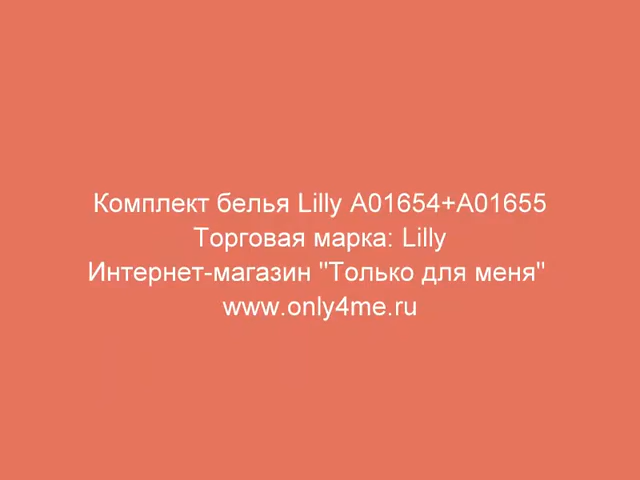 Комплект белья Lilly A01654+A01655
Торговая марка: Lilly
Интернет-магазин "Только для меня"
www.only4me.ru